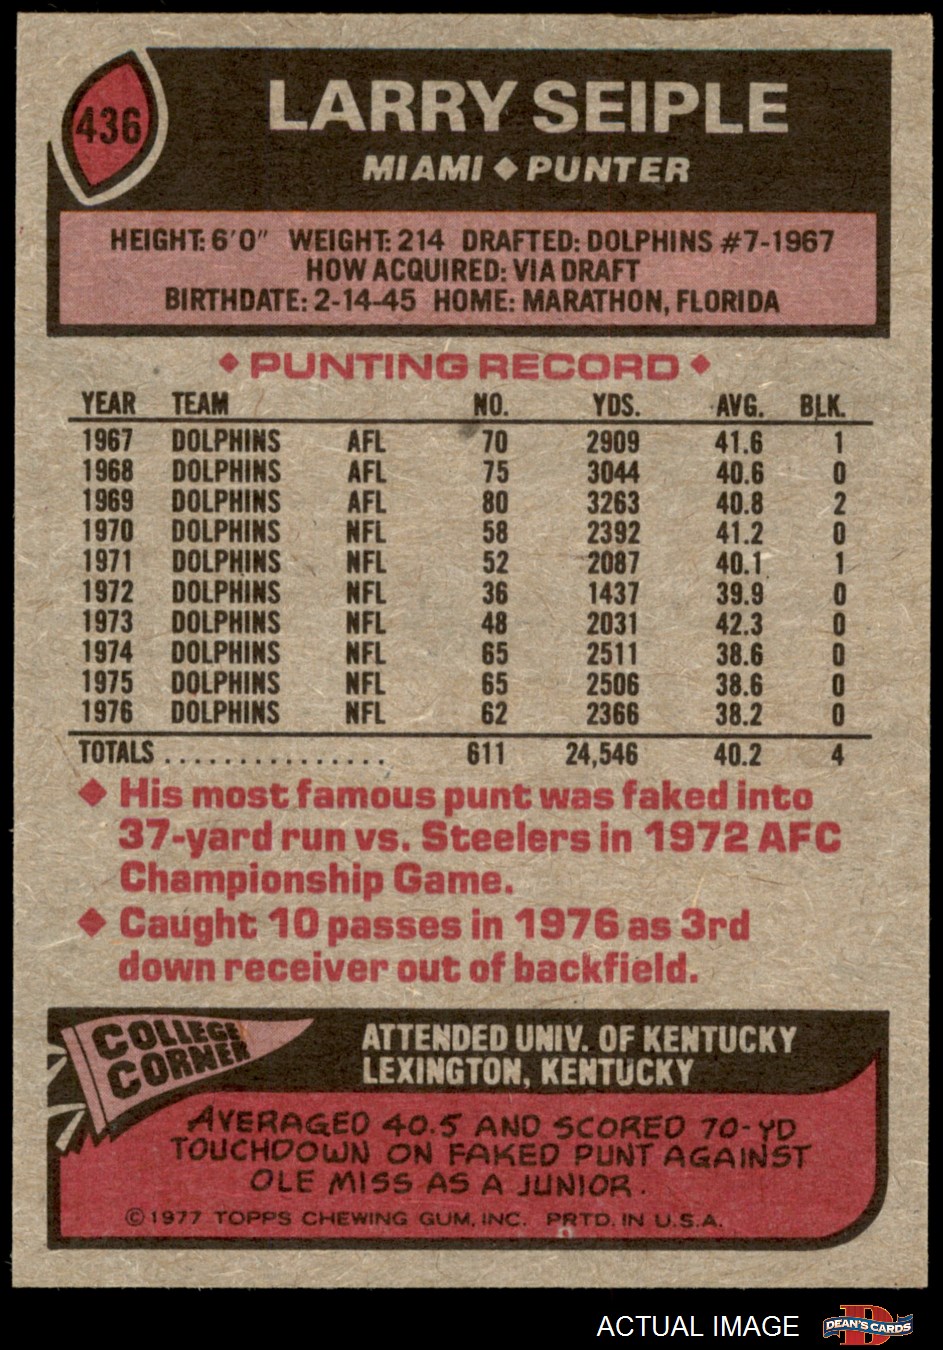 436
LARRY SEIPLE
MIAMI ◆ PUNTER
HEIGHT: 6'0" WEIGHT: 214 DRAFTED: DOLPHINS #7-1967
HOW ACQUIRED: VIA DRAFT
BIRTHDATE: 2-14-45 HOME: MARATHON, FLORIDA
◆ PUNTING RECORD ◆
YEAR TEAM NO. YDS. AVG. BLK.
1967 DOLPHINS AFL 70 2909 41.6 1
1968 DOLPHINS AFL 75 3044 40.6 0
1969 DOLPHINS AFL 80 3263 40.8 2
1970 DOLPHINS NFL 58 2392 41.2 0
1971 DOLPHINS NFL 52 2087 40.1 1
1972 DOLPHINS NFL 36 1437 39.9 0
1973 DOLPHINS NFL 48 2031 42.3 0
1974 DOLPHINS NFL 65 2511 38.6 0
1975 DOLPHINS NFL 65 2506 38.6 0
1976 DOLPHINS NFL 62 2366 38.2 0
TOTALS . . . . . . . . . . . . . . . 611 24,546 40.2 4
◆ His most famous punt was faked into
37-yard run vs. Steelers in 1972 AFC
Championship Game.
◆ Caught 10 passes in 1976 as 3rd
down receiver out of backfield.
COLLEGE
CORNER
ATTENDED UNIV. OF KENTUCKY
LEXINGTON, KENTUCKY
AVERAGED 40.5 AND SCORED 70-YD
TOUCHDOWN ON FAKED PUNT AGAINST
OLE MISS AS A JUNIOR.
©1977 TOPPS CHEWING GUM, INC. PRTD. IN U.S.A.
ACTUAL IMAGE
D
DEAN'S CARDS